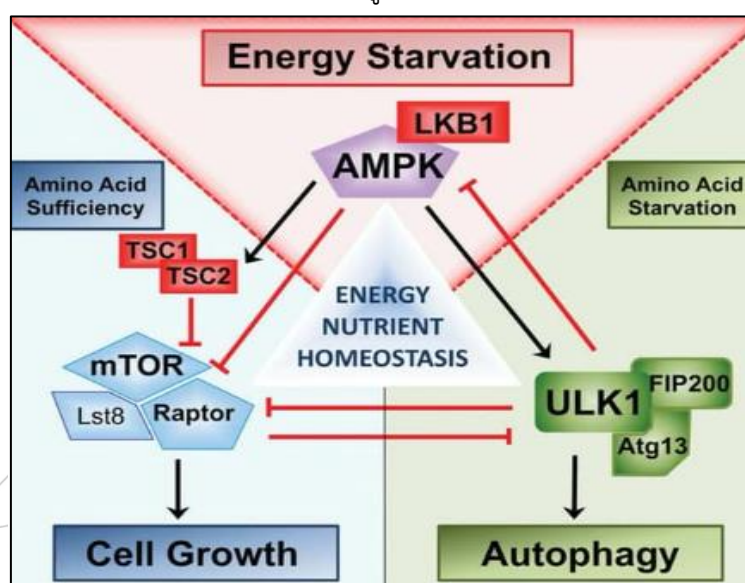 Energy Starvation
LKB1
AMPK
Amino Acid
Sufficiency
Amino Acid
Starvation
TSC1
TSC2
ENERGY
NUTRIENT
HOMEOSTASIS
mTOR
Lst8
Raptor
ULK1
FIP200
Atg13
Cell Growth
Autophagy